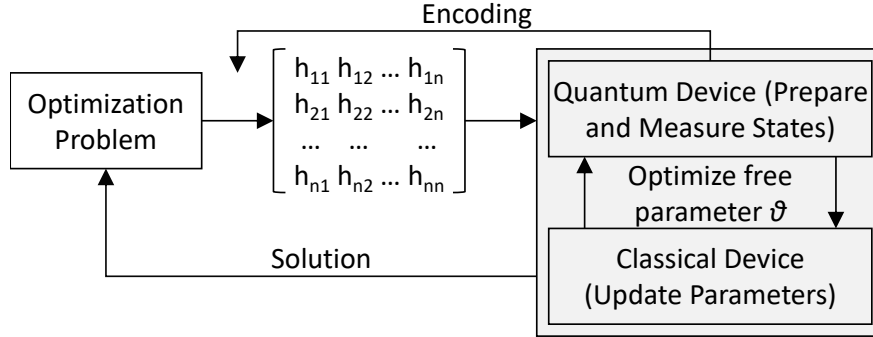 Encoding
Optimization
Problem
h₁₁ h₁₂ ... h₁ₙ
h₂₁ h₂₂ ... h₂ₙ
... ... ...
hₙ₁ hₙ₂ ... hₙₙ
Quantum Device (Prepare
and Measure States)
Optimize free
parameter ϑ
Classical Device
(Update Parameters)
Solution